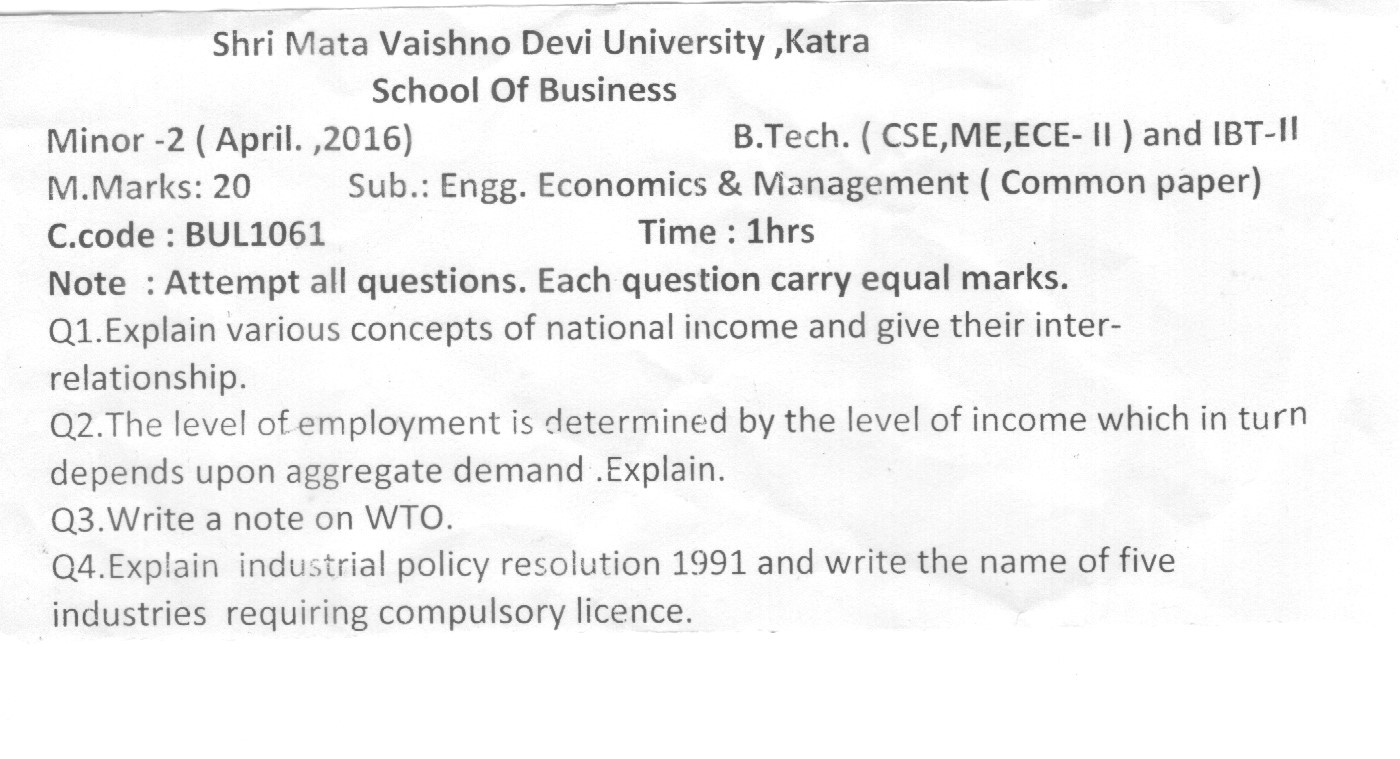 Shri Mata Vaishno Devi University ,Katra
School Of Business
Minor -2 ( April. ,2016) B.Tech. ( CSE,ME,ECE- II ) and IBT-II
M.Marks: 20 Sub.: Engg. Economics & Management ( Common paper)
C.code : BUL1061 Time : 1hrs
Note : Attempt all questions. Each question carry equal marks.
Q1.Explain various concepts of national income and give their inter-
relationship.
Q2.The level of employment is determined by the level of income which in turn
depends upon aggregate demand .Explain.
Q3.Write a note on WTO.
Q4.Explain industrial policy resolution 1991 and write the name of five
industries requiring compulsory licence.